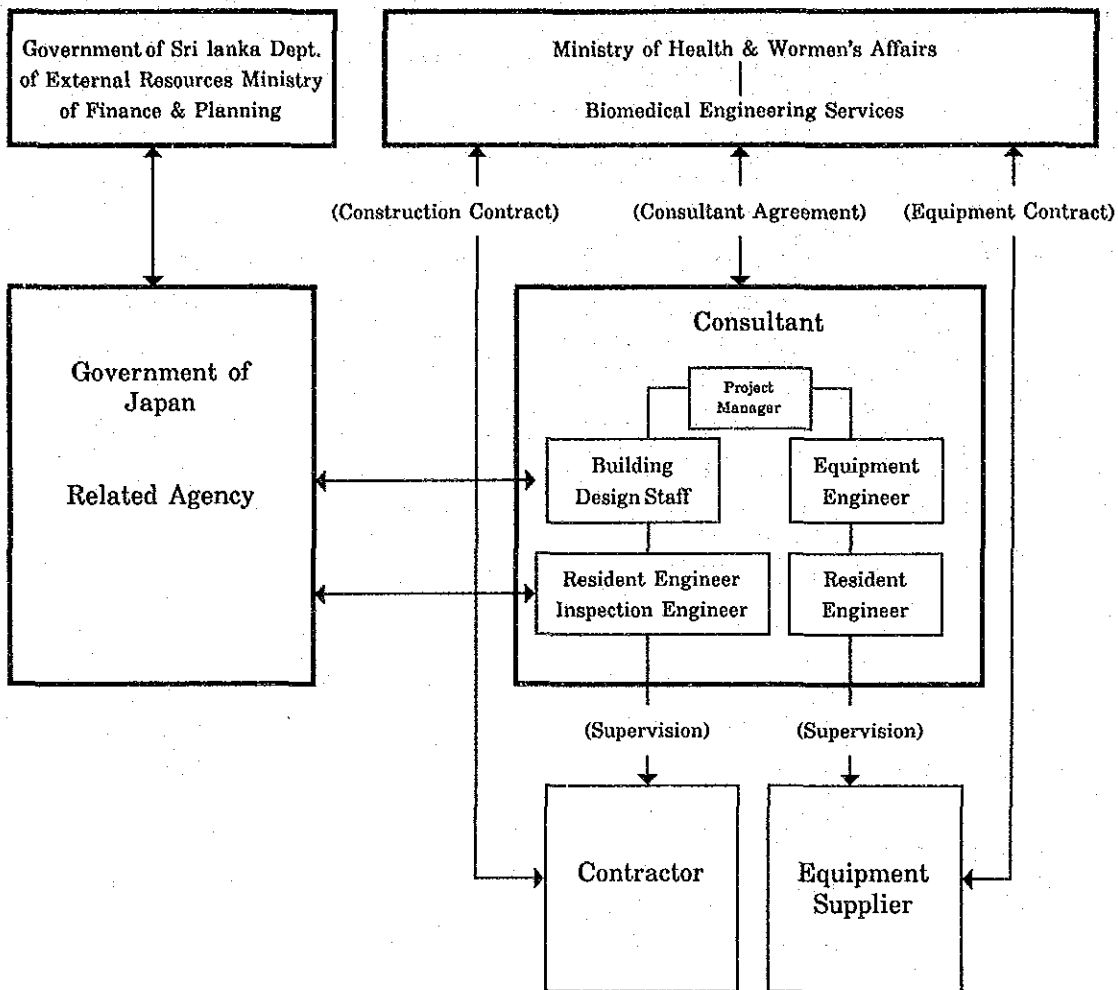 Government of Sri lanka Dept.
of External Resources Ministry
of Finance & Planning
Ministry of Health & Wormen's Affairs
Biomedical Engineering Services
(Construction Contract)
(Consultant Agreement)
(Equipment Contract)
Government of
Japan
Related Agency
Consultant
Project
Manager
Building
Design Staff
Equipment
Engineer
Resident Engineer
Inspection Engineer
Resident
Engineer
(Supervision)
(Supervision)
Contractor
Equipment
Supplier